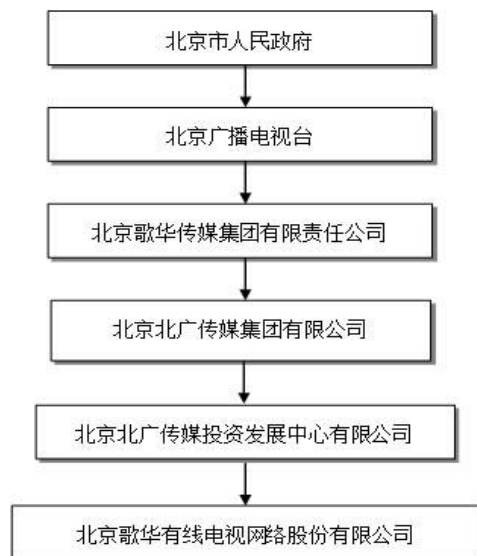 北京市人民政府
北京广播电视台
北京歌华传媒集团有限责任公司
北京北广传媒集团有限公司
北京北广传媒投资发展中心有限公司
北京歌华有线电视网络股份有限公司